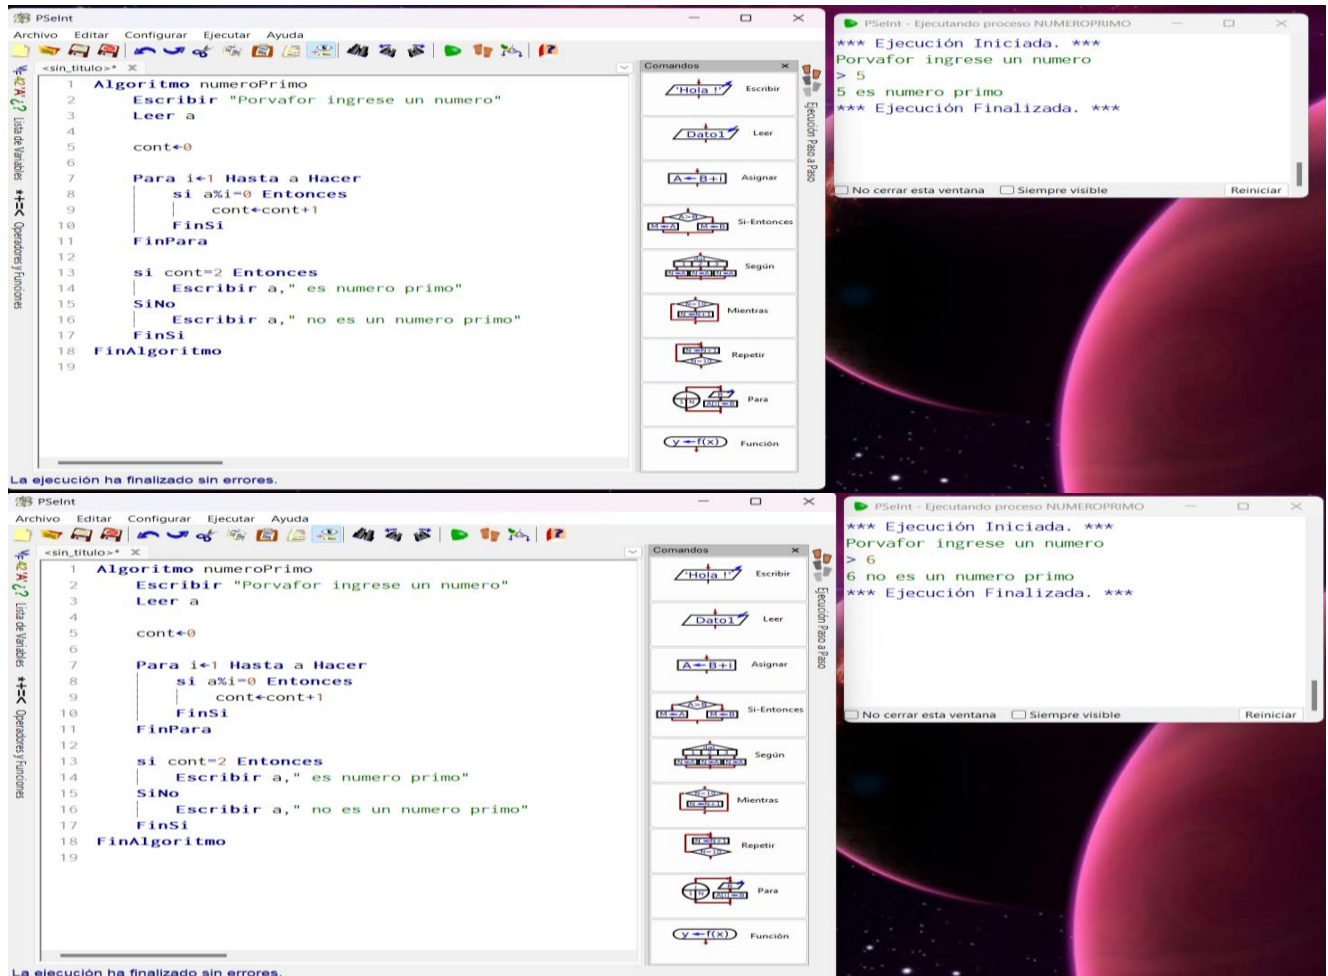 PSeInt
Archivo Editar Configurar Ejecutar Ayuda
<sin_titulo>*
1 Algoritmo numeroPrimo
2 Escribir "Porvafor ingrese un numero"
3 Leer a
4
5 cont←0
6
7 Para i←1 Hasta a Hacer
8 si a%i=0 Entonces
9 cont←cont+1
10 FinSi
11 FinPara
12
13 si cont=2 Entonces
14 Escribir a," es numero primo"
15 SiNo
16 Escribir a," no es un numero primo"
17 FinSi
18 FinAlgoritmo
19
Lista de Variables
Operadores y Funciones
Comandos
'Hola !' Escribir
Dato1 Leer
A←B+i Asignar
A>B Si-Entonces
Según
Mientras
Repetir
Para
y←f(x) Función
Ejecución Paso a Paso
La ejecución ha finalizado sin errores.
PSeInt - Ejecutando proceso NUMEROPRIMO
*** Ejecución Iniciada. ***
Porvafor ingrese un numero
> 5
5 es numero primo
*** Ejecución Finalizada. ***
No cerrar esta ventana Siempre visible Reiniciar
PSeInt
Archivo Editar Configurar Ejecutar Ayuda
<sin_titulo>*
1 Algoritmo numeroPrimo
2 Escribir "Porvafor ingrese un numero"
3 Leer a
4
5 cont←0
6
7 Para i←1 Hasta a Hacer
8 si a%i=0 Entonces
9 cont←cont+1
10 FinSi
11 FinPara
12
13 si cont=2 Entonces
14 Escribir a," es numero primo"
15 SiNo
16 Escribir a," no es un numero primo"
17 FinSi
18 FinAlgoritmo
19
Lista de Variables
Operadores y Funciones
Comandos
'Hola !' Escribir
Dato1 Leer
A←B+i Asignar
A>B Si-Entonces
Según
Mientras
Repetir
Para
y←f(x) Función
Ejecución Paso a Paso
La ejecución ha finalizado sin errores.
PSeInt - Ejecutando proceso NUMEROPRIMO
*** Ejecución Iniciada. ***
Porvafor ingrese un numero
> 6
6 no es un numero primo
*** Ejecución Finalizada. ***
No cerrar esta ventana Siempre visible Reiniciar